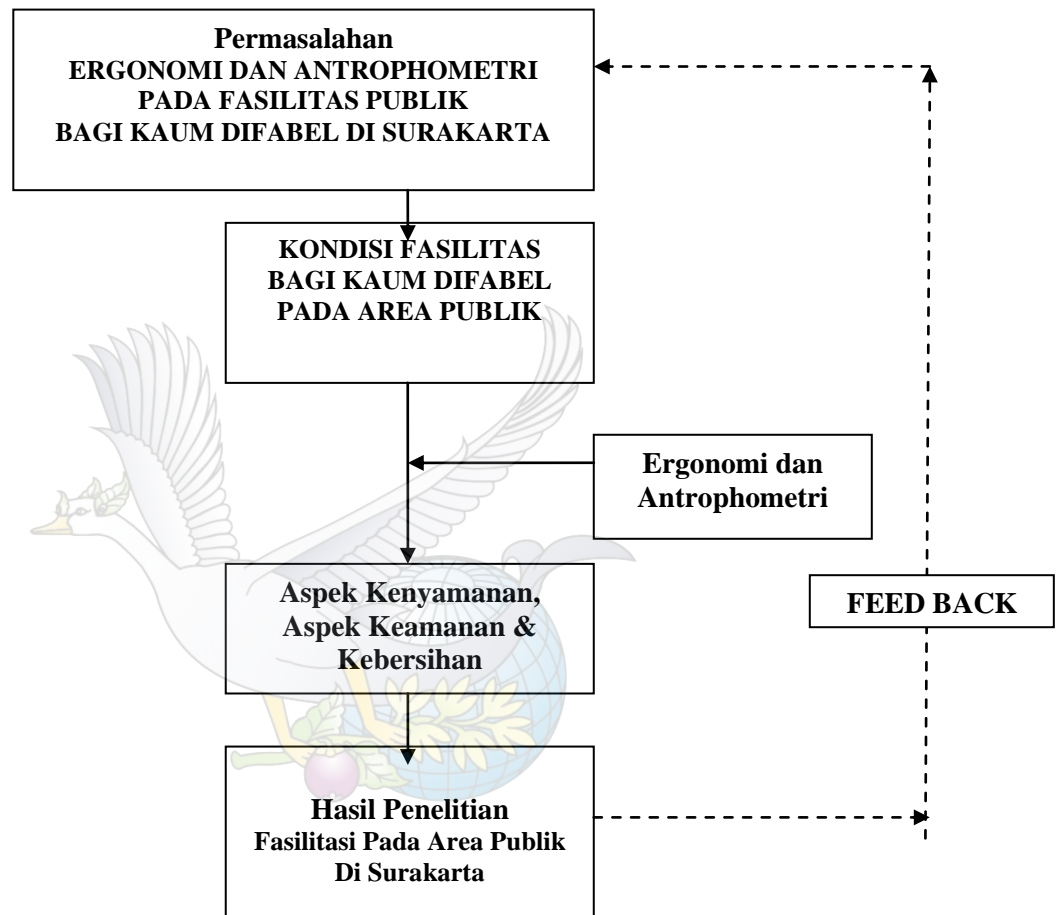 Permasalahan
ERGONOMI DAN ANTROPHOMETRI
PADA FASILITAS PUBLIK
BAGI KAUM DIFABEL DI SURAKARTA
KONDISI FASILITAS
BAGI KAUM DIFABEL
PADA AREA PUBLIK
Ergonomi dan
Antrophometri
Aspek Kenyamanan,
Aspek Keamanan &
Kebersihan
FEED BACK
Hasil Penelitian
Fasilitasi Pada Area Publik
Di Surakarta